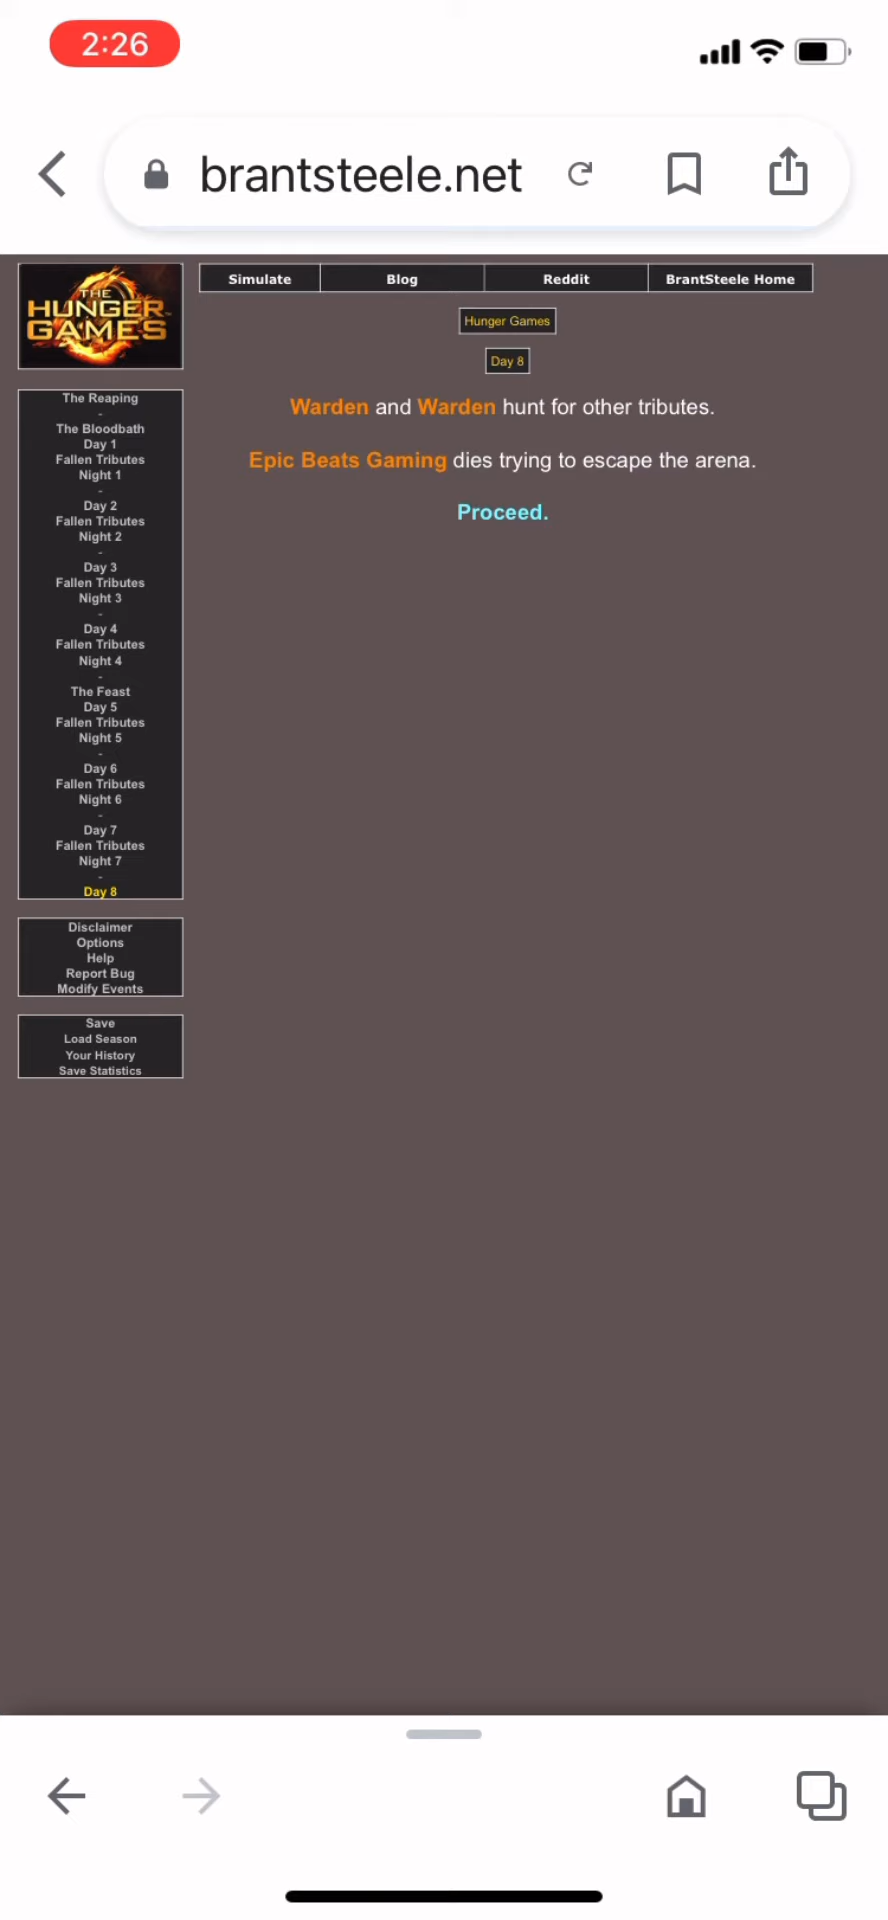 2:26
brantsteele.net
THE
HUNGER
GAMES
Simulate
Blog
Reddit
BrantSteele Home
Hunger Games
Day 8
Warden and Warden hunt for other tributes.
Epic Beats Gaming dies trying to escape the arena.
Proceed.
The Reaping
-
The Bloodbath
Day 1
Fallen Tributes
Night 1
-
Day 2
Fallen Tributes
Night 2
-
Day 3
Fallen Tributes
Night 3
-
Day 4
Fallen Tributes
Night 4
-
The Feast
Day 5
Fallen Tributes
Night 5
-
Day 6
Fallen Tributes
Night 6
-
Day 7
Fallen Tributes
Night 7
-
Day 8
Disclaimer
Options
Help
Report Bug
Modify Events
Save
Load Season
Your History
Save Statistics